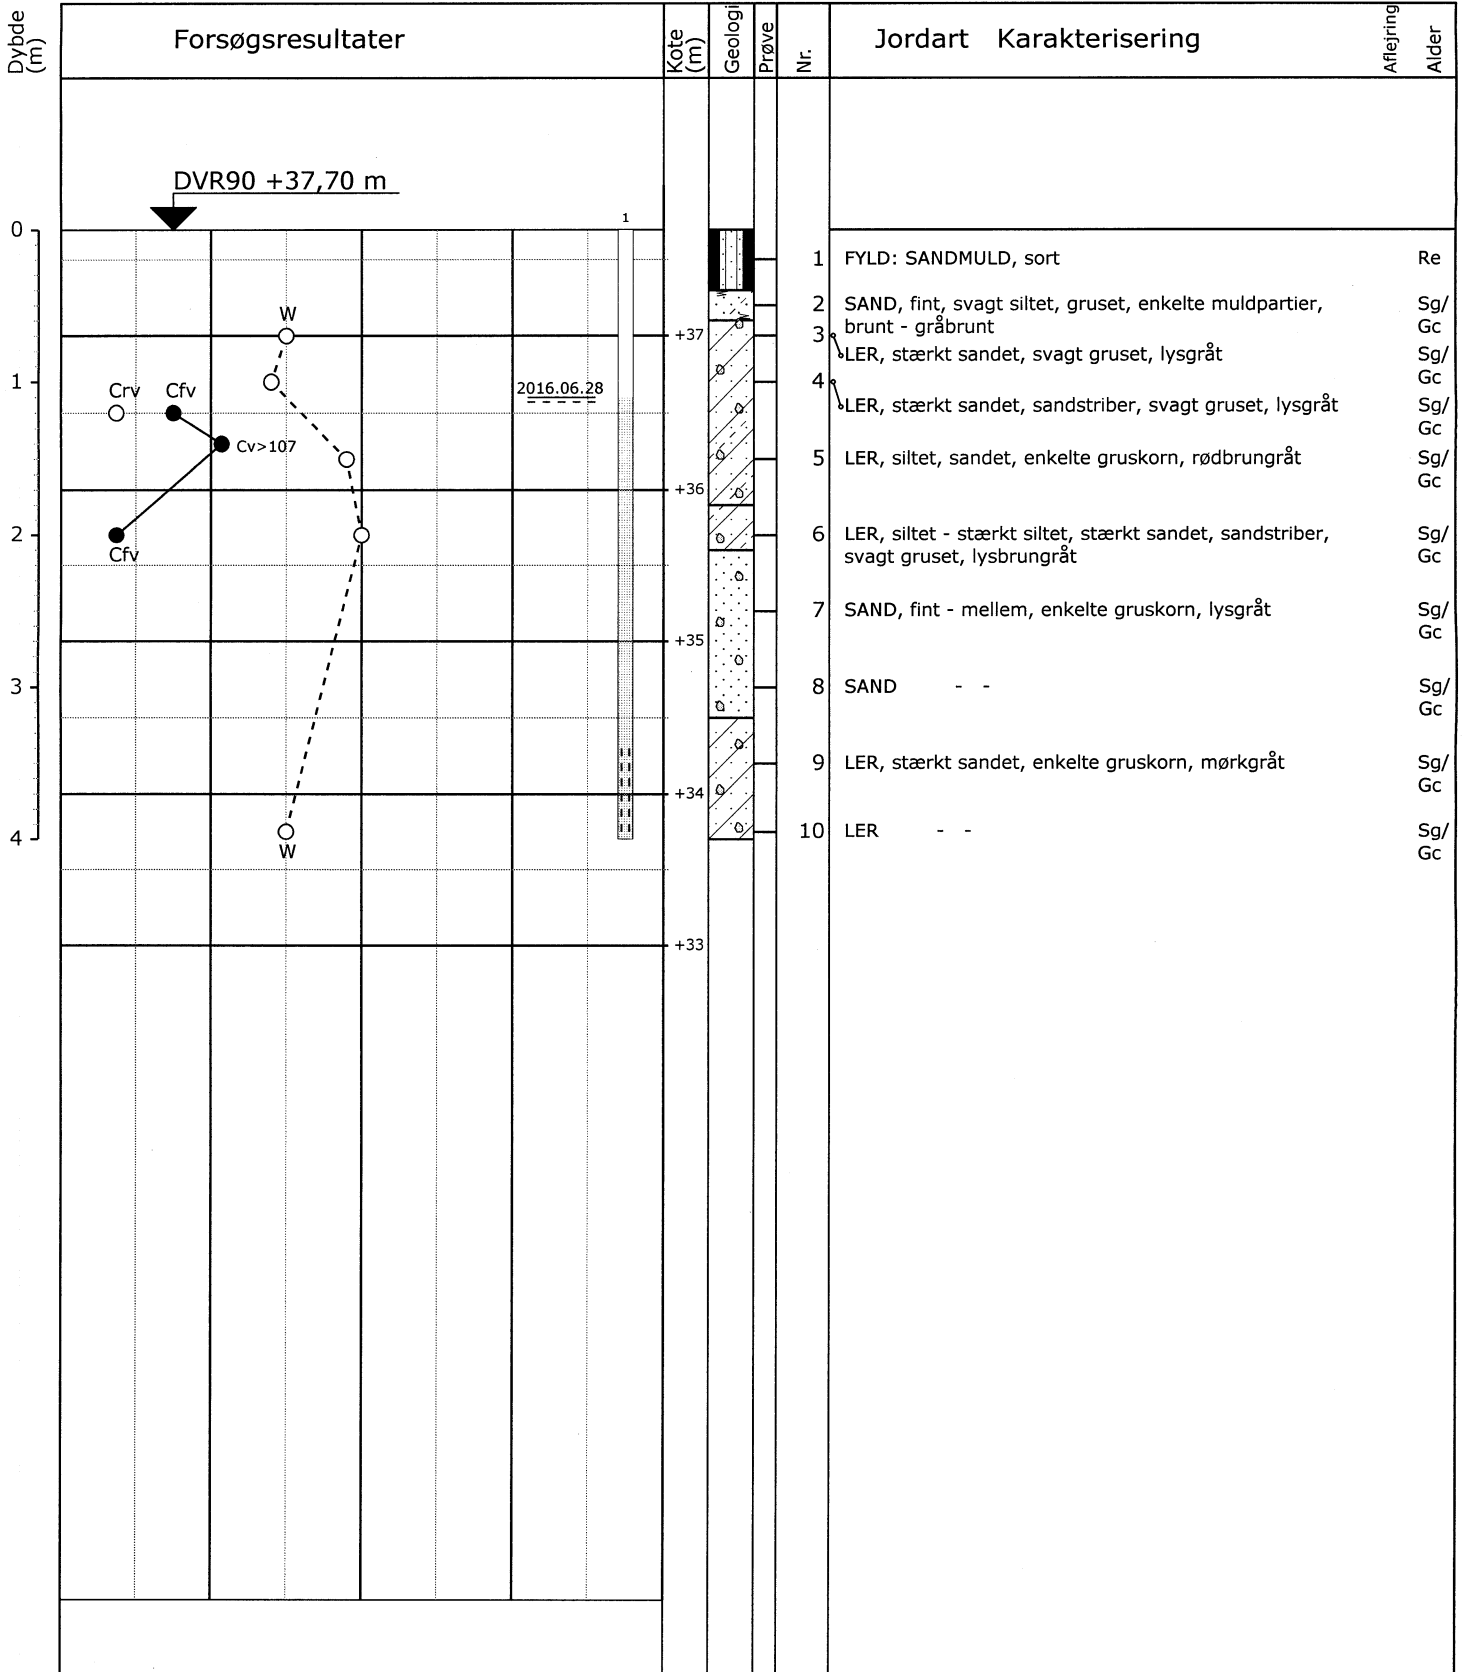 Dybde (m)
Forsøgsresultater
Kote (m)
Geologi
Prøve
Nr.
Jordart Karakterisering
Aflejring
Alder
DVR90 +37,70 m
0
1
1 FYLD: SANDMULD, sort Re
2 SAND, fint, svagt siltet, gruset, enkelte muldpartier, Sg/
brunt - gråbrunt Gc
W
+37
3
LER, stærkt sandet, svagt gruset, lysgråt Sg/
Gc
1
4
2016.06.28
Crv Cfv
LER, stærkt sandet, sandstriber, svagt gruset, lysgråt Sg/
Gc
Cv>107
5 LER, siltet, sandet, enkelte gruskorn, rødbrungråt Sg/
Gc
+36
2
6 LER, siltet - stærkt siltet, stærkt sandet, sandstriber, Sg/
svagt gruset, lysbrungråt Gc
Cfv
7 SAND, fint - mellem, enkelte gruskorn, lysgråt Sg/
Gc
+35
3
8 SAND - - Sg/
Gc
9 LER, stærkt sandet, enkelte gruskorn, mørkgråt Sg/
Gc
+34
4
10 LER - - Sg/
Gc
W
+33